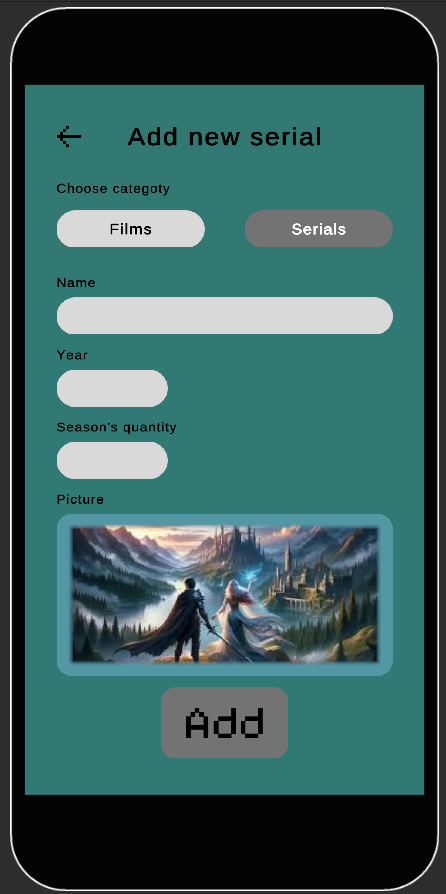 Add new serial
Choose categoty
Films
Serials
Name
Year
Season's quantity
Picture
Add